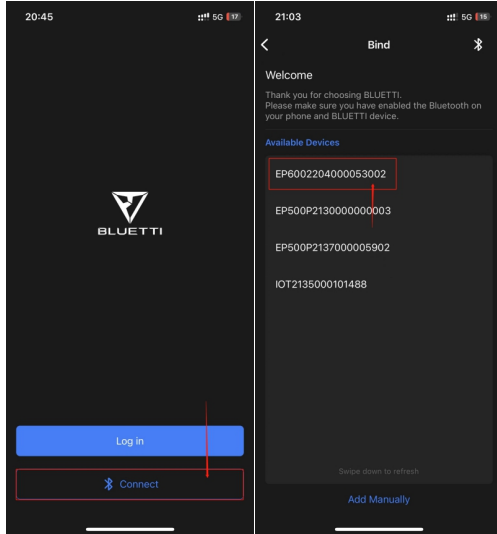 20:45
5G 17
BLUETTI
Log in
Connect
21:03
5G 15
Bind
Welcome
Thank you for choosing BLUETTI.
Please make sure you have enabled the Bluetooth on
your phone and BLUETTI device.
Available Devices
EP6002204000053002
EP500P2130000000003
EP500P2137000005902
IOT2135000101488
Swipe down to refresh
Add Manually